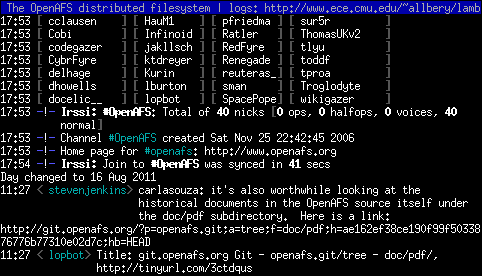 The OpenAFS distributed filesystem | logs: http://www.ece.cmu.edu/~allbery/lamb
17:53 [ cclausen ] [ HauM1 ] [ pfriedma ] [ sur5r ]
17:53 [ Cobi ] [ Infinoid ] [ Ratler ] [ ThomasUKv2 ]
17:53 [ codegazer ] [ jakllsch ] [ RedFyre ] [ tlyu ]
17:53 [ CybrFyre ] [ ktdreyer ] [ Renegade ] [ toddf ]
17:53 [ delhage ] [ Kurin ] [ reuteras_ ] [ tproa ]
17:53 [ dhowells ] [ lburton ] [ sman ] [ Troglodyte ]
17:53 [ docelic__ ] [ lopbot ] [ SpacePope ] [ wikigazer ]
17:53 -!- Irssi: #OpenAFS: Total of 40 nicks [0 ops, 0 halfops, 0 voices, 40
normal]
17:53 -!- Channel #OpenAFS created Sat Nov 25 22:42:45 2006
17:53 -!- Home page for #openafs: http://www.openafs.org
17:54 -!- Irssi: Join to #OpenAFS was synced in 41 secs
Day changed to 16 Aug 2011
11:27 < stevenjenkins> carlasouza: it's also worthwhile looking at the
historical documents in the OpenAFS source itself under
the doc/pdf subdirectory.  Here is a link:
http://git.openafs.org/?p=openafs.git;a=tree;f=doc/pdf;h=ae162ef38ce190f99f50338
76776b77310e02d7c;hb=HEAD
11:27 < lopbot> Title: git.openafs.org Git - openafs.git/tree - doc/pdf/,
http://tinyurl.com/3ctdqus